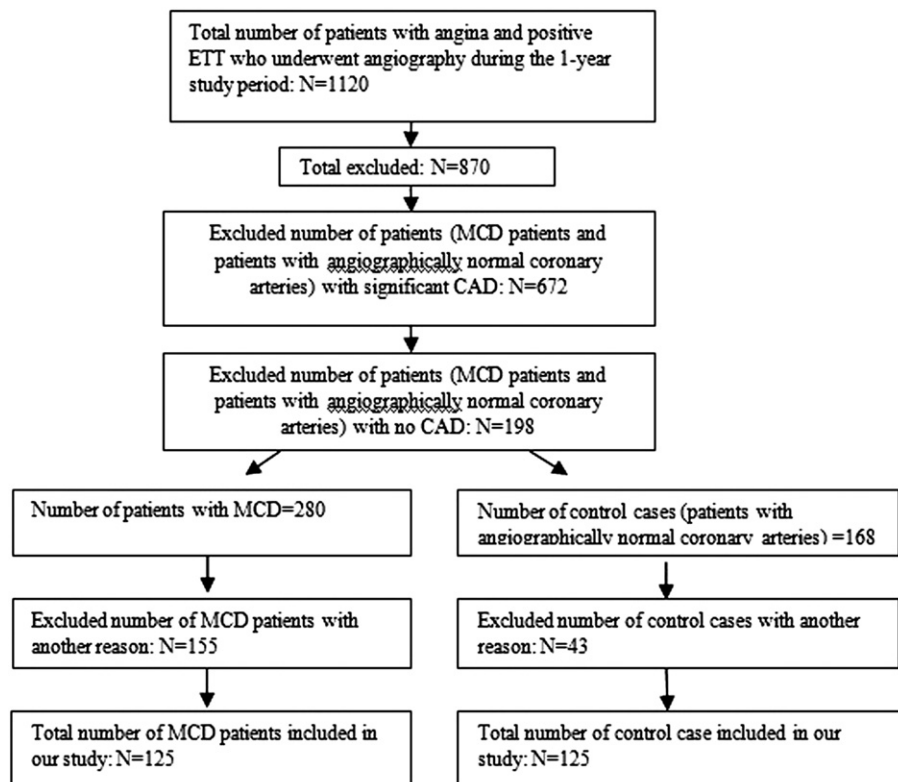 Total number of patients with angina and positive
ETT who underwent angiography during the 1-year
study period: N=1120
Total excluded: N=870
Excluded number of patients (MCD patients and
patients with angiographically normal coronary
arteries) with significant CAD: N=672
Excluded number of patients (MCD patients and
patients with angiographically normal coronary
arteries) with no CAD: N=198
Number of patients with MCD=280
Number of control cases (patients with
angiographically normal coronary arteries) =168
Excluded number of MCD patients with
another reason: N=155
Excluded number of control cases with another
reason: N=43
Total number of MCD patients included in
our study: N=125
Total number of control case included in our
study: N=125